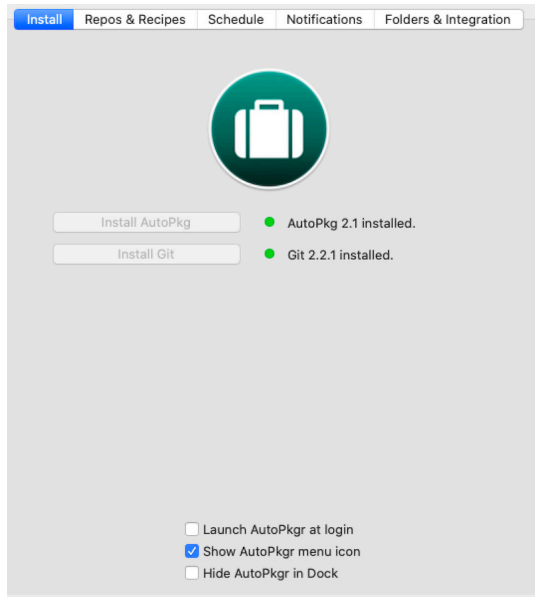 Install Repos & Recipes Schedule Notifications Folders & Integration
Install AutoPkg AutoPkg 2.1 installed.
Install Git Git 2.2.1 installed.
Launch AutoPkgr at login
Show AutoPkgr menu icon
Hide AutoPkgr in Dock